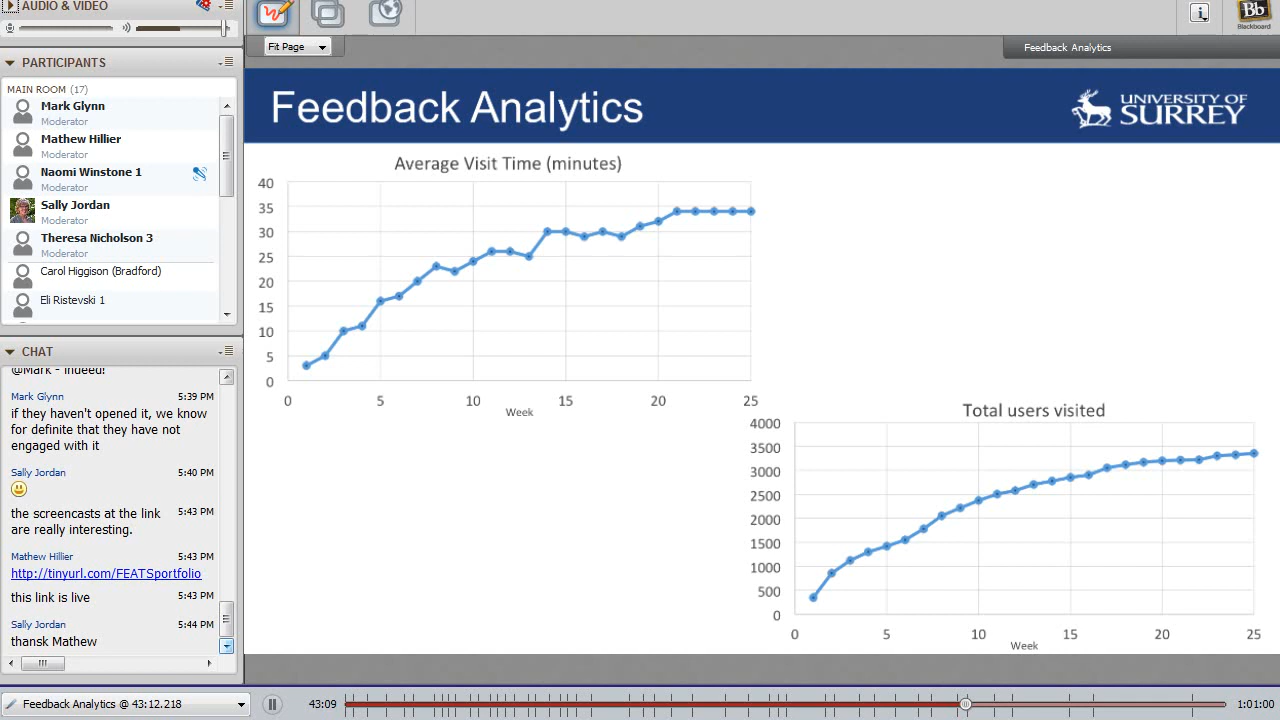 AUDIO & VIDEO
PARTICIPANTS
MAIN ROOM (17)
Mark Glynn
Moderator
Mathew Hillier
Moderator
Naomi Winstone 1
Moderator
Sally Jordan
Moderator
Theresa Nicholson 3
Moderator
Carol Higgison (Bradford)
Eli Ristevski 1
CHAT
@Mark - indeed!
Mark Glynn 5:39 PM
if they haven't opened it, we know
for definite that they have not
engaged with it
Sally Jordan 5:40 PM
the screencasts at the link 5:43 PM
are really interesting.
Mathew Hillier 5:43 PM
http://tinyurl.com/FEATSportfolio
this link is live 5:43 PM
Sally Jordan 5:44 PM
thansk Mathew
Fit Page
Feedback Analytics
Bb
Blackboard
Feedback Analytics
UNIVERSITY OF
SURREY
Average Visit Time (minutes)
40
35
30
25
20
15
10
5
0
0 5 10 15 20 25
Week
Total users visited
4000
3500
3000
2500
2000
1500
1000
500
0
0 5 10 15 20 25
Week
Feedback Analytics @ 43:12.218
43:09
1:01:00